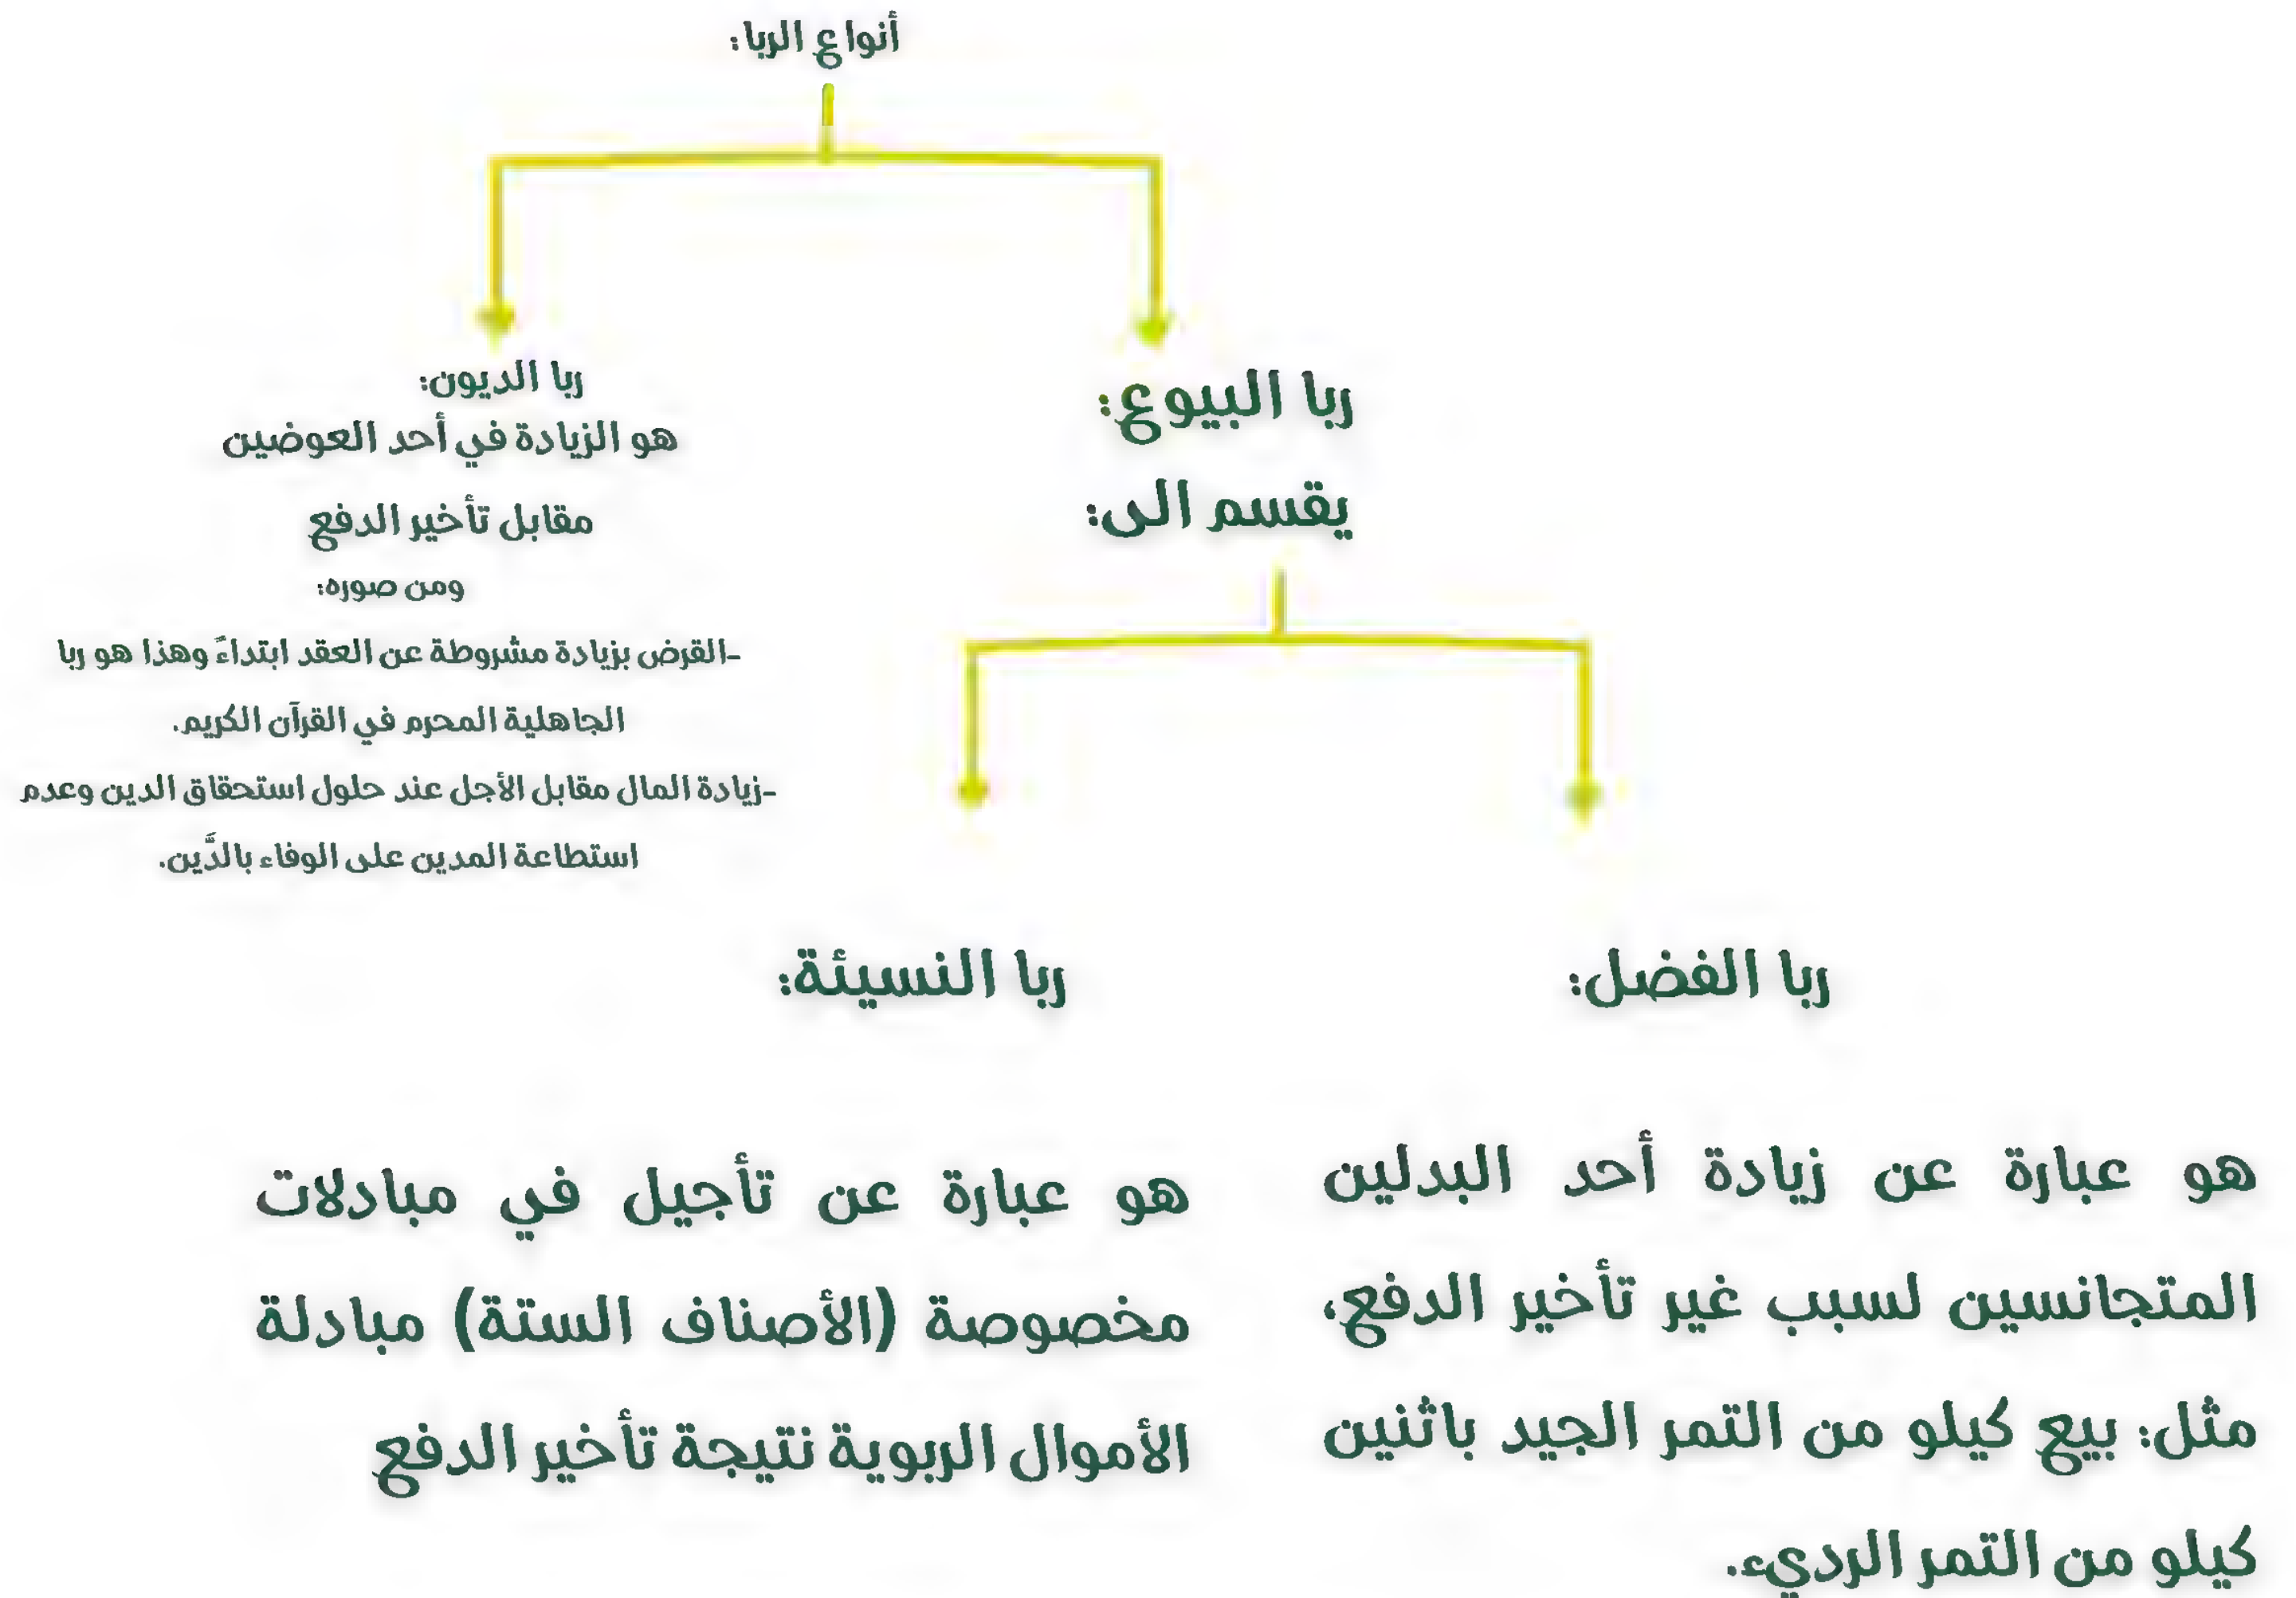 أنواع الربا:
ربا البيوع:
يقسم الى:
ربا الفضل:
هو عبارة عن زيادة أحد البدلين
المتجانسين لسبب غير تأخير الدفع،
مثل: بيع كيلو من التمر الجيد باثنين
كيلو من التمر الرديء.
ربا النسيئة:
هو عبارة عن تأجيل في مبادلات
مخصوصة (الأصناف الستة) مبادلة
الأموال الربوية نتيجة تأخير الدفع
ربا الديون:
هو الزيادة في أحد العوضين
مقابل تأخير الدفع
ومن صوره:
-القرض بزيادة مشروطة عن العقد ابتداءً وهذا هو ربا
الجاهلية المحرم في القرآن الكريم.
-زيادة المال مقابل الأجل عند حلول استحقاق الدين وعدم
استطاعة المدين على الوفاء بالدَّين.